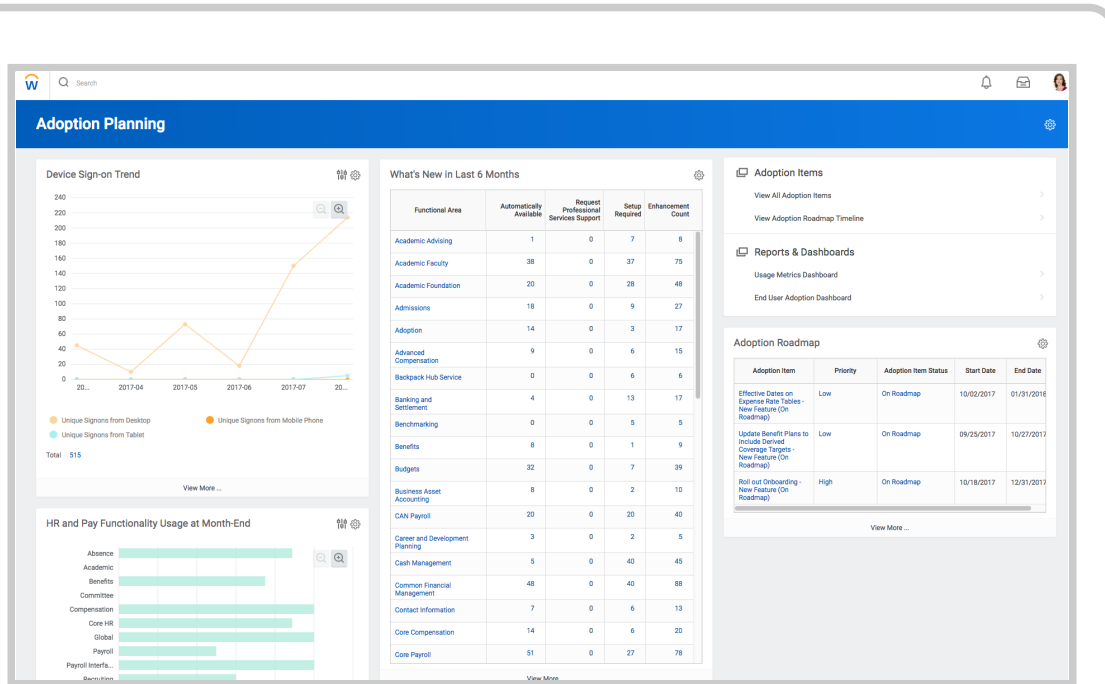 W
Search
Adoption Planning
Device Sign-on Trend
240
220
200
180
160
140
120
100
80
60
40
20
0
20... 2017-04 2017-05 2017-06 2017-07 20...
Unique Signons from Desktop Unique Signons from Mobile Phone
Unique Signons from Tablet
Total 515
View More ...
HR and Pay Functionality Usage at Month-End
Absence
Academic
Benefits
Committee
Compensation
Core HR
Global
Payroll
Payroll Interfa...
Recruiting
What's New in Last 6 Months
Functional Area Automatically Available Request Professional Services Support Setup Required Enhancement Count
Academic Advising 1 0 7 8
Academic Faculty 38 0 37 75
Academic Foundation 20 0 28 48
Admissions 18 0 9 27
Adoption 14 0 3 17
Advanced Compensation 9 0 6 15
Backpack Hub Service 0 0 6 6
Banking and Settlement 4 0 13 17
Benchmarking 0 0 5 5
Benefits 8 0 1 9
Budgets 32 0 7 39
Business Asset Accounting 8 0 2 10
CAN Payroll 20 0 20 40
Career and Development Planning 3 0 2 5
Cash Management 5 0 40 45
Common Financial Management 48 0 40 88
Contact Information 7 0 6 13
Core Compensation 14 0 6 20
Core Payroll 51 0 27 78
View More
Adoption Items
View All Adoption Items
View Adoption Roadmap Timeline
Reports & Dashboards
Usage Metrics Dashboard
End User Adoption Dashboard
Adoption Roadmap
Adoption Item Priority Adoption Item Status Start Date End Date
Effective Dates on Expense Rate Tables - New Feature (On Roadmap) Low On Roadmap 10/02/2017 01/31/2018
Update Benefit Plans to Include Derived Coverage Targets - New Feature (On Roadmap) Low On Roadmap 09/25/2017 10/27/2017
Roll out Onboarding - New Feature (On Roadmap) High On Roadmap 10/18/2017 12/31/2017
View More ...